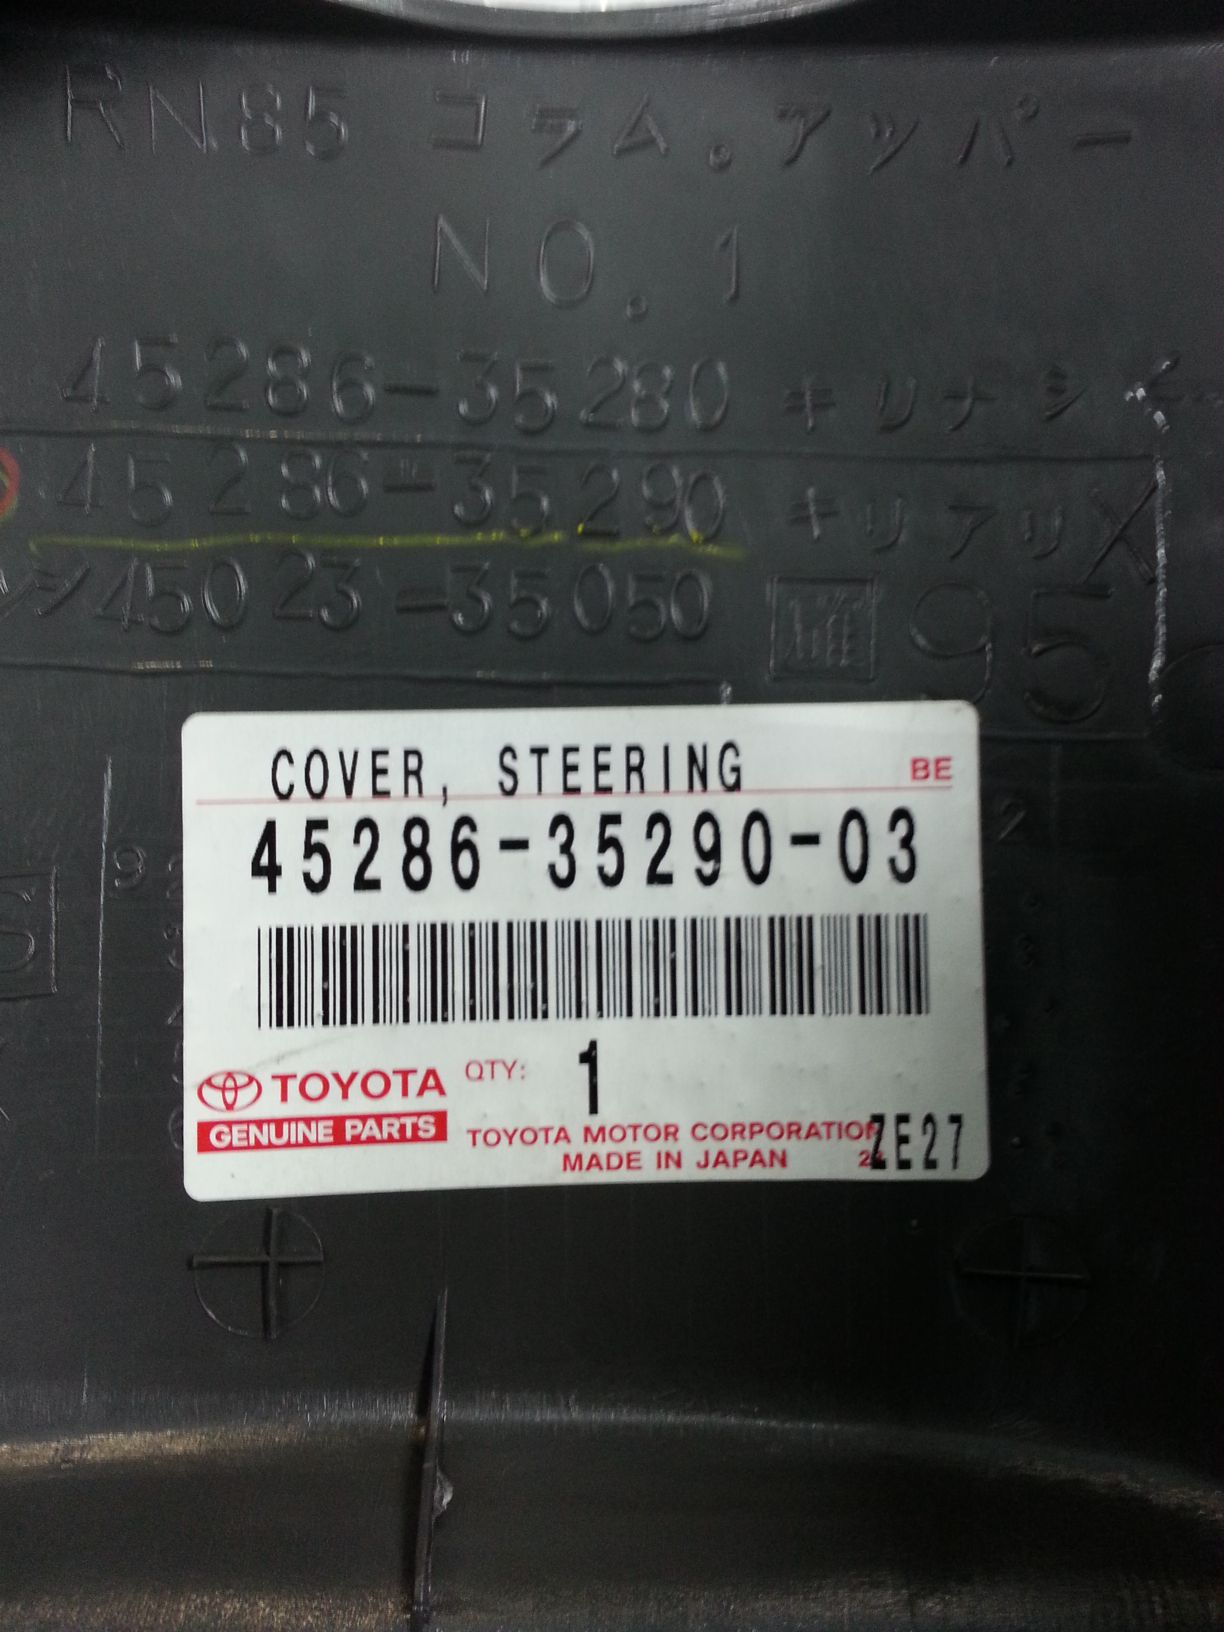 RN85 コラム.アッパー
NO.1
45286-35280 キリナシ
45286-35290 キリアリ X
シ 45023-35050 95
COVER, STEERING BE
45286-35290-03
TOYOTA QTY: 1
GENUINE PARTS
TOYOTA MOTOR CORPORATION
MADE IN JAPAN ZE27